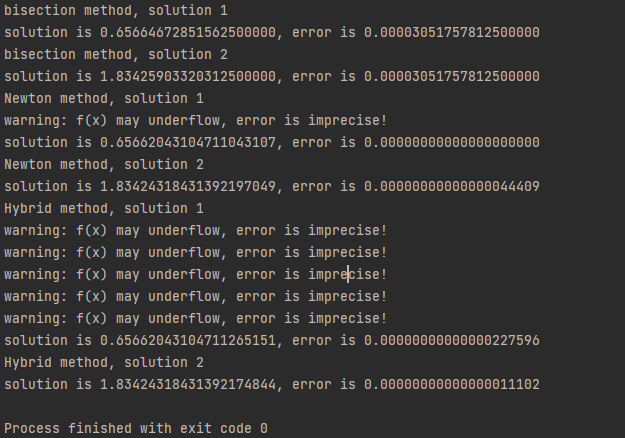 bisection method, solution 1
solution is 0.65664672851562500000, error is 0.00003051757812500000
bisection method, solution 2
solution is 1.83425903320312500000, error is 0.00003051757812500000
Newton method, solution 1
warning: f(x) may underflow, error is imprecise!
solution is 0.65662043104711043107, error is 0.00000000000000000000
Newton method, solution 2
solution is 1.83424318431392197049, error is 0.00000000000000044409
Hybrid method, solution 1
warning: f(x) may underflow, error is imprecise!
warning: f(x) may underflow, error is imprecise!
warning: f(x) may underflow, error is imprecise!
warning: f(x) may underflow, error is imprecise!
warning: f(x) may underflow, error is imprecise!
solution is 0.65662043104711265151, error is 0.00000000000000227596
Hybrid method, solution 2
solution is 1.83424318431392174844, error is 0.00000000000000011102
Process finished with exit code 0